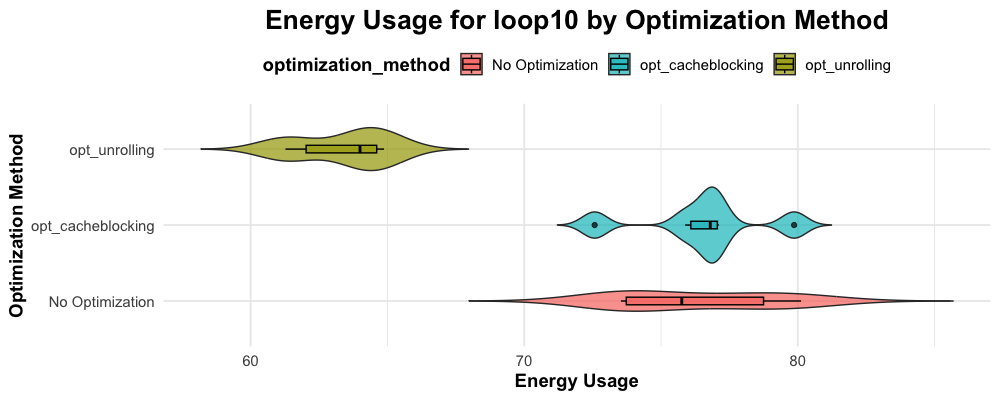 Energy Usage for loop10 by Optimization Method
optimization_method No Optimization opt_cacheblocking opt_unrolling
Optimization Method
opt_unrolling
opt_cacheblocking
No Optimization
60 70 80
Energy Usage